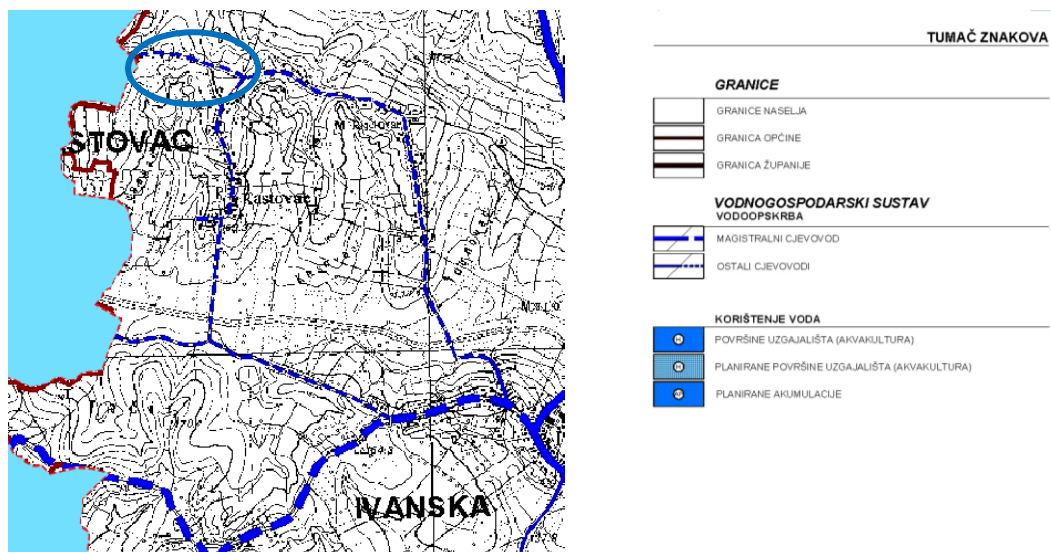 STOVAC
Rastovac
IVANSKA
TUMAČ ZNAKOVA
GRANICE
GRANICE NASELJA
GRANICA OPĆINE
GRANICA ŽUPANIJE
VODNOGOSPODARSKI SUSTAV
VODOOPSKRBA
MAGISTRALNI CJEVOVOD
OSTALI CJEVOVODI
KORIŠTENJE VODA
POVRŠINE UZGAJALIŠTA (AKVAKULTURA)
PLANIRANE POVRŠINE UZGAJALIŠTA (AKVAKULTURA)
PLANIRANE AKUMULACIJE